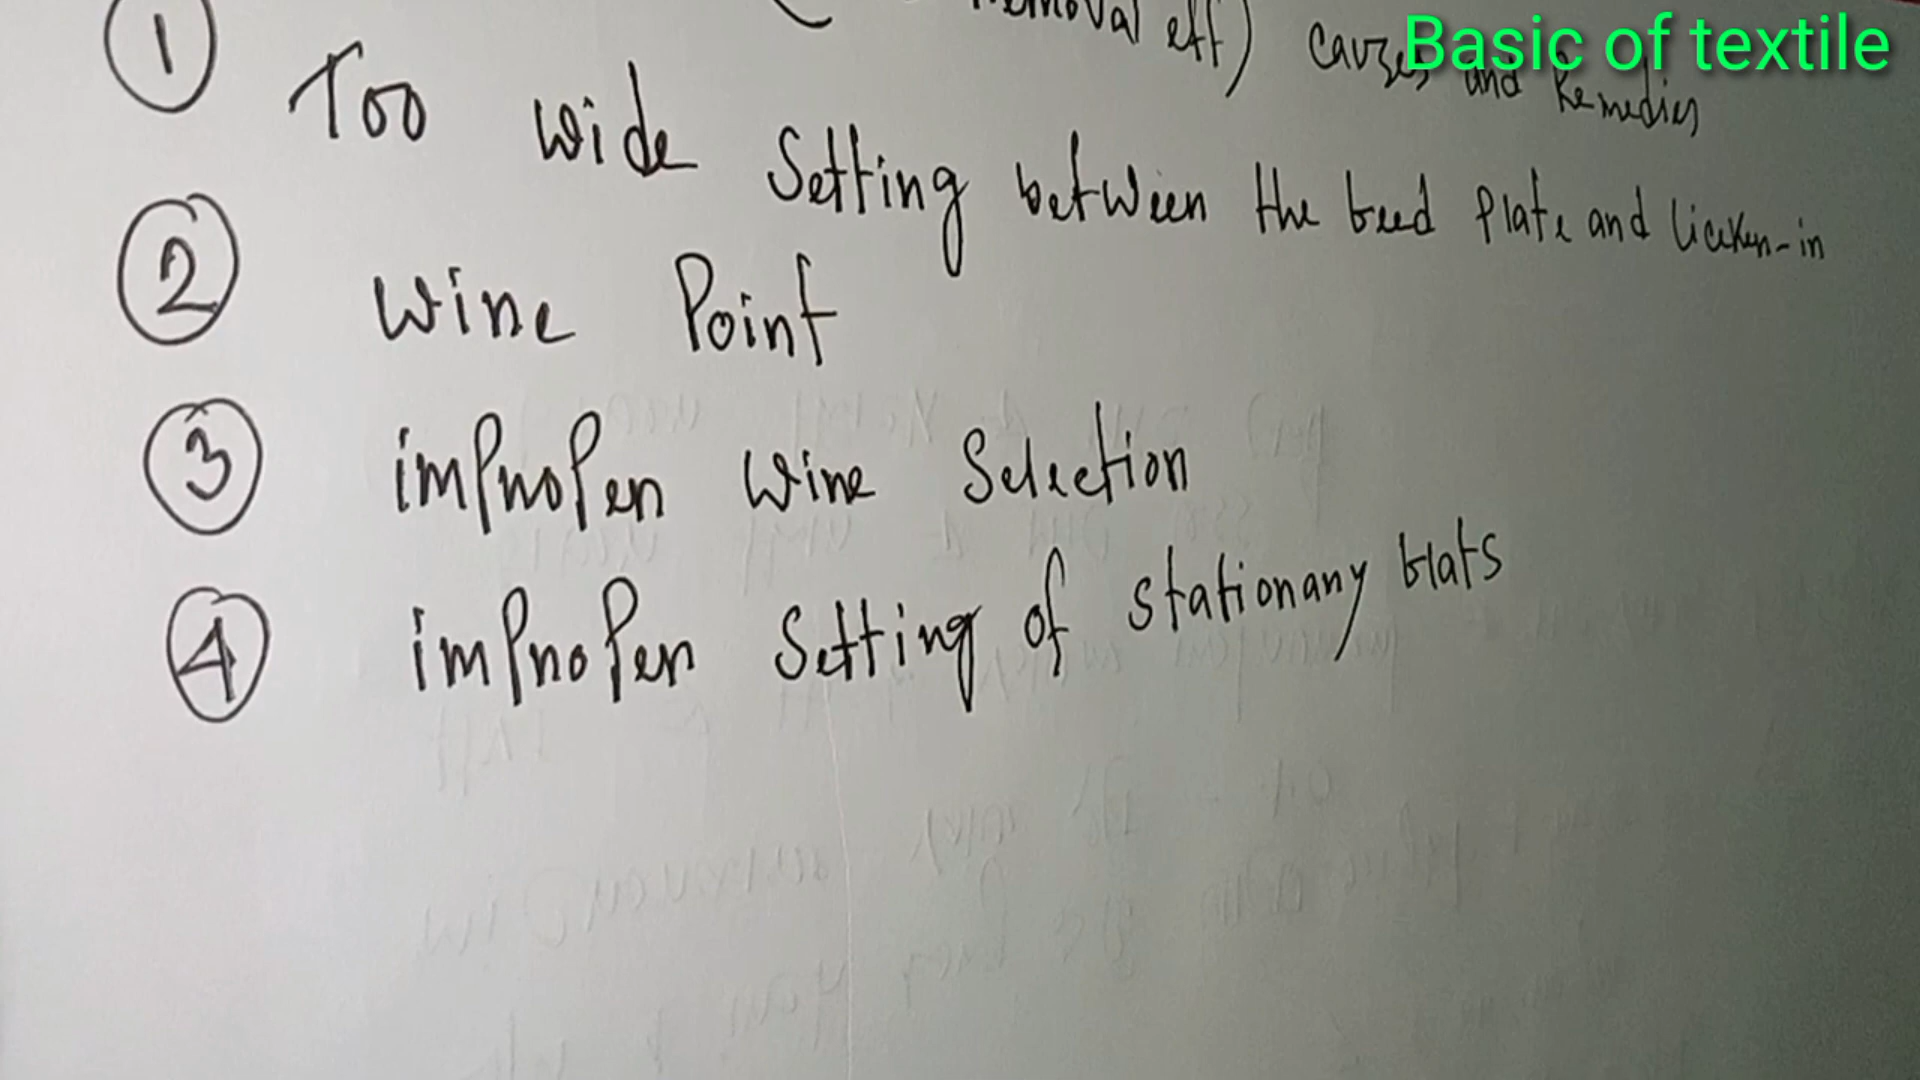 Removal eff) causes and Remedies
Basic of textile
1 Too wide Setting between the feed Plate and licker-in
2 wire Point
3 imProPer wire Selection
4 imProPer Setting of stationary flats